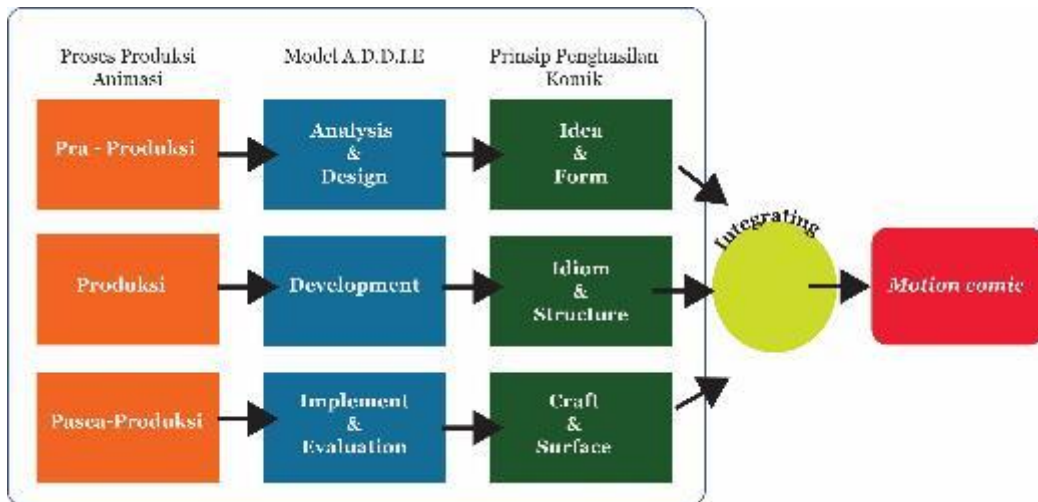 Proses Produksi
Animasi
Model A.D.D.I.E
Prinsip Penghasilan
Komik
Pra - Produksi
Analysis
&
Design
Idea
&
Form
Integrating
Produksi
Development
Idiom
&
Structure
Motion comic
Pasca-Produksi
Implement
&
Evaluation
Craft
&
Surface